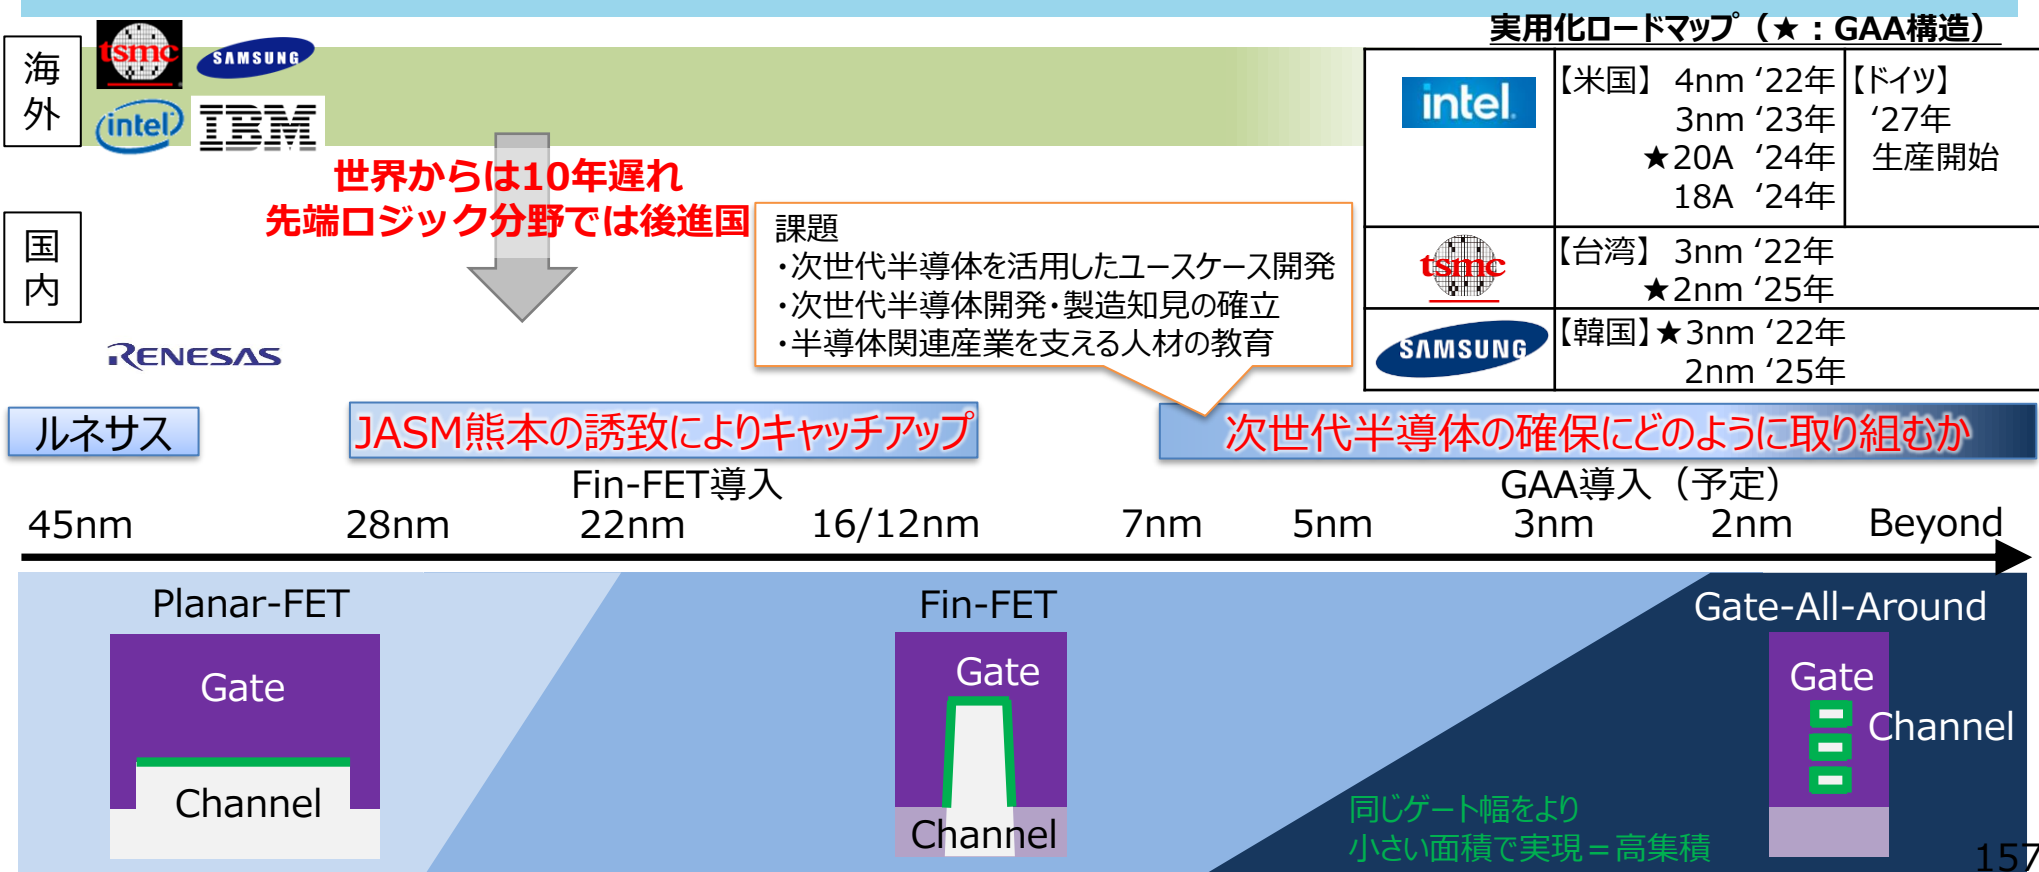 実用化ロードマップ（★：GAA構造）
海外
tsmc
SAMSUNG
intel
IBM
intel
【米国】 4nm ‘22年
3nm ‘23年
★20A ‘24年
18A ‘24年
【ドイツ】
‘27年
生産開始
tsmc
【台湾】 3nm ‘22年
★2nm ‘25年
SAMSUNG
【韓国】★3nm ‘22年
2nm ‘25年
世界からは10年遅れ
先端ロジック分野では後進国
国内
RENESAS
課題
・次世代半導体を活用したユースケース開発
・次世代半導体開発・製造知見の確立
・半導体関連産業を支える人材の教育
ルネサス
JASM熊本の誘致によりキャッチアップ
次世代半導体の確保にどのように取り組むか
Fin-FET導入
GAA導入（予定）
45nm 28nm 22nm 16/12nm 7nm 5nm 3nm 2nm Beyond
Planar-FET
Gate
Channel
Fin-FET
Gate
Channel
Gate-All-Around
Gate
Channel
同じゲート幅をより
小さい面積で実現＝高集積
157